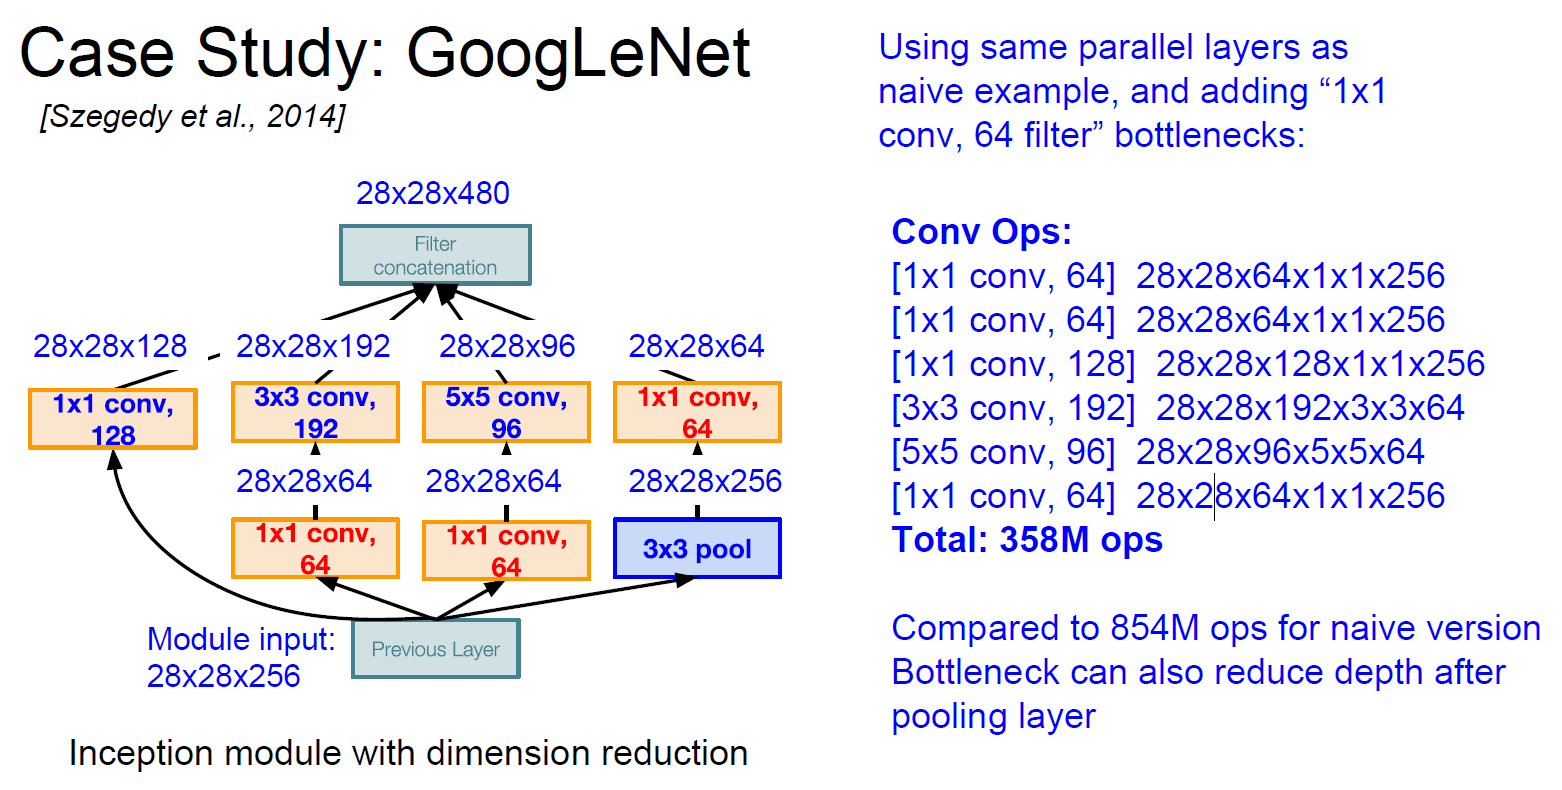 Case Study: GoogLeNet
[Szegedy et al., 2014]
28x28x480
Filter
concatenation
28x28x128
28x28x192
28x28x96
28x28x64
1x1 conv,
128
3x3 conv,
192
5x5 conv,
96
1x1 conv,
64
28x28x64
28x28x64
28x28x256
1x1 conv,
64
1x1 conv,
64
3x3 pool
Module input:
28x28x256
Previous Layer
Inception module with dimension reduction
Using same parallel layers as
naive example, and adding “1x1
conv, 64 filter” bottlenecks:
Conv Ops:
[1x1 conv, 64] 28x28x64x1x1x256
[1x1 conv, 64] 28x28x64x1x1x256
[1x1 conv, 128] 28x28x128x1x1x256
[3x3 conv, 192] 28x28x192x3x3x64
[5x5 conv, 96] 28x28x96x5x5x64
[1x1 conv, 64] 28x28x64x1x1x256
Total: 358M ops
Compared to 854M ops for naive version
Bottleneck can also reduce depth after
pooling layer